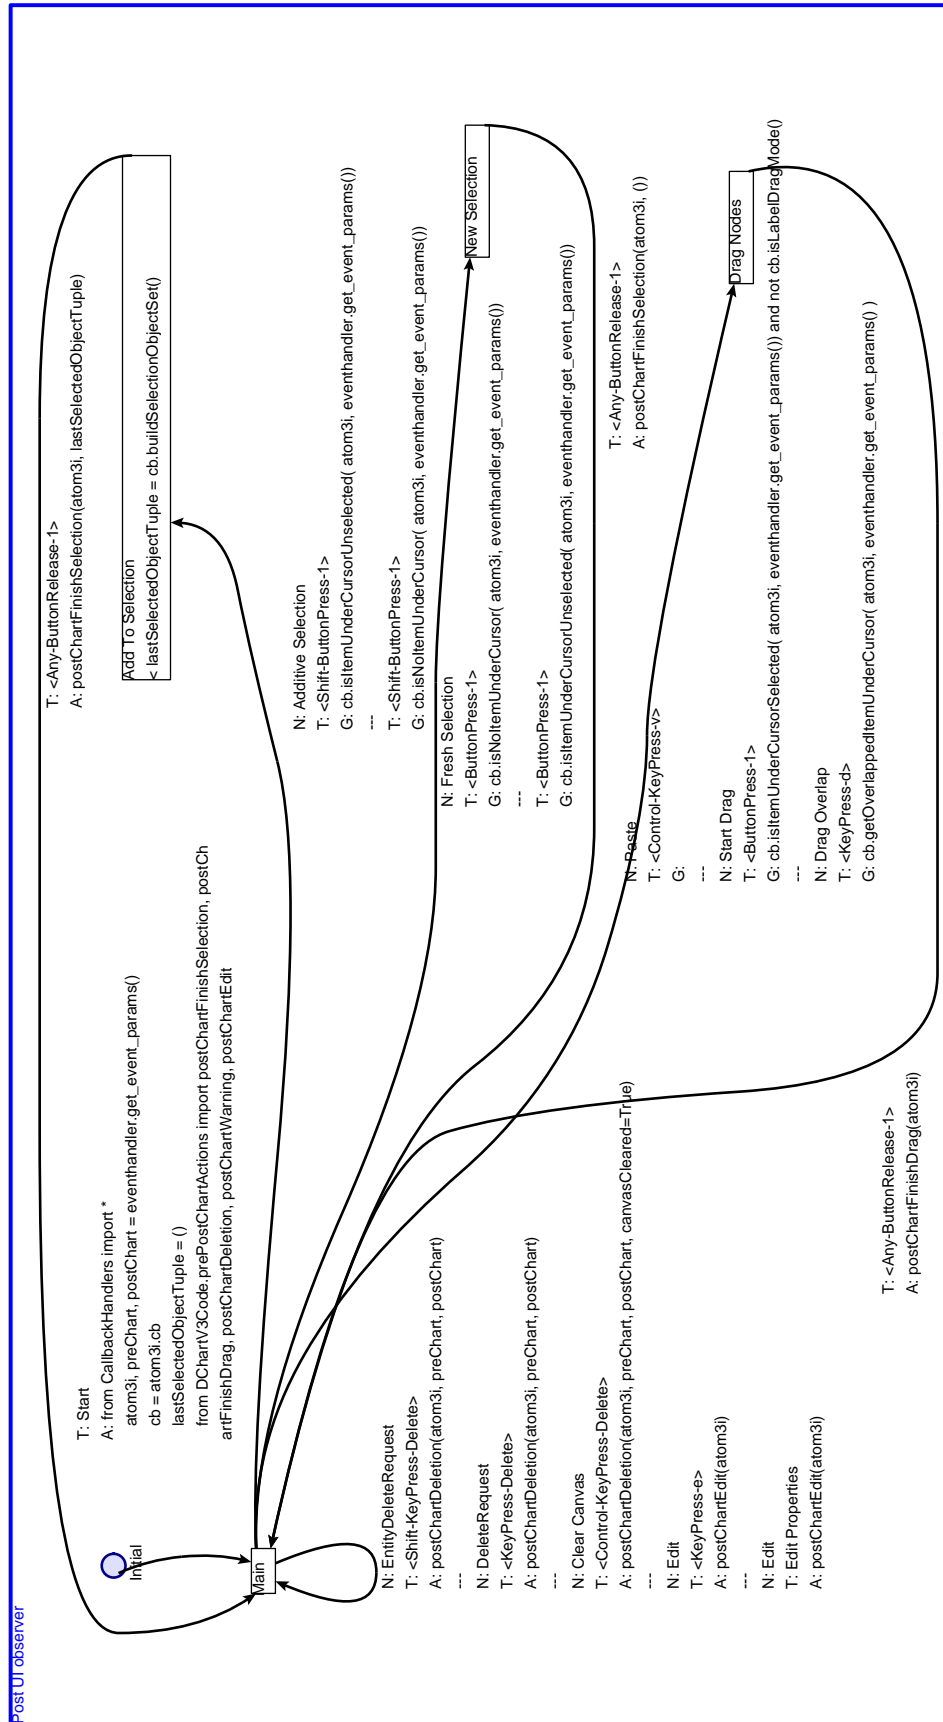 Post UI observer
T: <Any-ButtonRelease-1>
A: postChartFinishSelection(atom3i, lastSelectedObjectTuple)
Add To Selection
< lastSelectedObjectTuple = cb.buildSelectionObjectSet()
T: Start
A: from CallbackHandlers import *
atom3i, preChart, postChart = eventhandler.get_event_params()
cb = atom3i.cb
lastSelectedObjectTuple = ()
from DChartV3Code.prePostChartActions import postChartFinishSelection, postCh
artFinishDrag, postChartDeletion, postChartWarning, postChartEdit
Initial
Main
N: Additive Selection
T: <Shift-ButtonPress-1>
G: cb.isItemUnderCursorUnselected( atom3i, eventhandler.get_event_params())
---
T: <Shift-ButtonPress-1>
G: cb.isNoItemUnderCursor( atom3i, eventhandler.get_event_params())
New Selection
N: Fresh Selection
T: <ButtonPress-1>
G: cb.isNoItemUnderCursor( atom3i, eventhandler.get_event_params())
---
T: <ButtonPress-1>
G: cb.isItemUnderCursorUnselected( atom3i, eventhandler.get_event_params())
T: <Any-ButtonRelease-1>
A: postChartFinishSelection(atom3i, ())
N: EntityDeleteRequest
T: <Shift-KeyPress-Delete>
A: postChartDeletion(atom3i, preChart, postChart)
---
N: DeleteRequest
T: <KeyPress-Delete>
A: postChartDeletion(atom3i, preChart, postChart)
---
N: Clear Canvas
T: <Control-KeyPress-Delete>
A: postChartDeletion(atom3i, preChart, postChart, canvasCleared=True)
---
N: Edit
T: <KeyPress-e>
A: postChartEdit(atom3i)
---
N: Edit
T: Edit Properties
A: postChartEdit(atom3i)
Drag Nodes
N: Paste
T: <Control-KeyPress-v>
G:
---
N: Start Drag
T: <ButtonPress-1>
G: cb.isItemUnderCursorSelected( atom3i, eventhandler.get_event_params()) and not cb.isLabelDragMode()
---
N: Drag Overlap
T: <KeyPress-d>
G: cb.getOverlappedItemUnderCursor( atom3i, eventhandler.get_event_params() )
T: <Any-ButtonRelease-1>
A: postChartFinishDrag(atom3i)